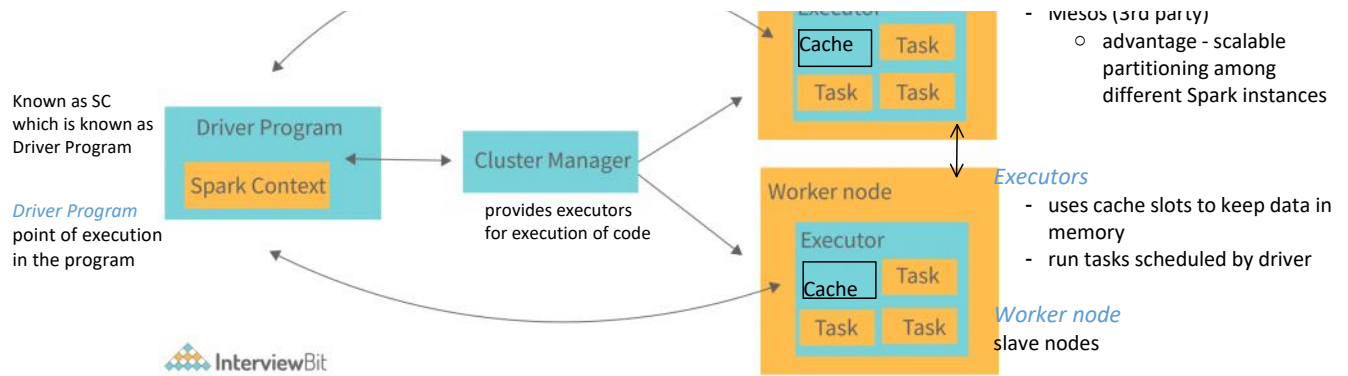 Executor
- Mesos (3rd party)
Cache
Task
○ advantage - scalable
partitioning among
different Spark instances
Task
Task
Known as SC
which is known as
Driver Program
Driver Program
Spark Context
Cluster Manager
provides executors
for execution of code
Driver Program
point of execution
in the program
Worker node
Executor
Cache
Task
Task
Task
Executors
- uses cache slots to keep data in
memory
- run tasks scheduled by driver
Worker node
slave nodes
InterviewBit